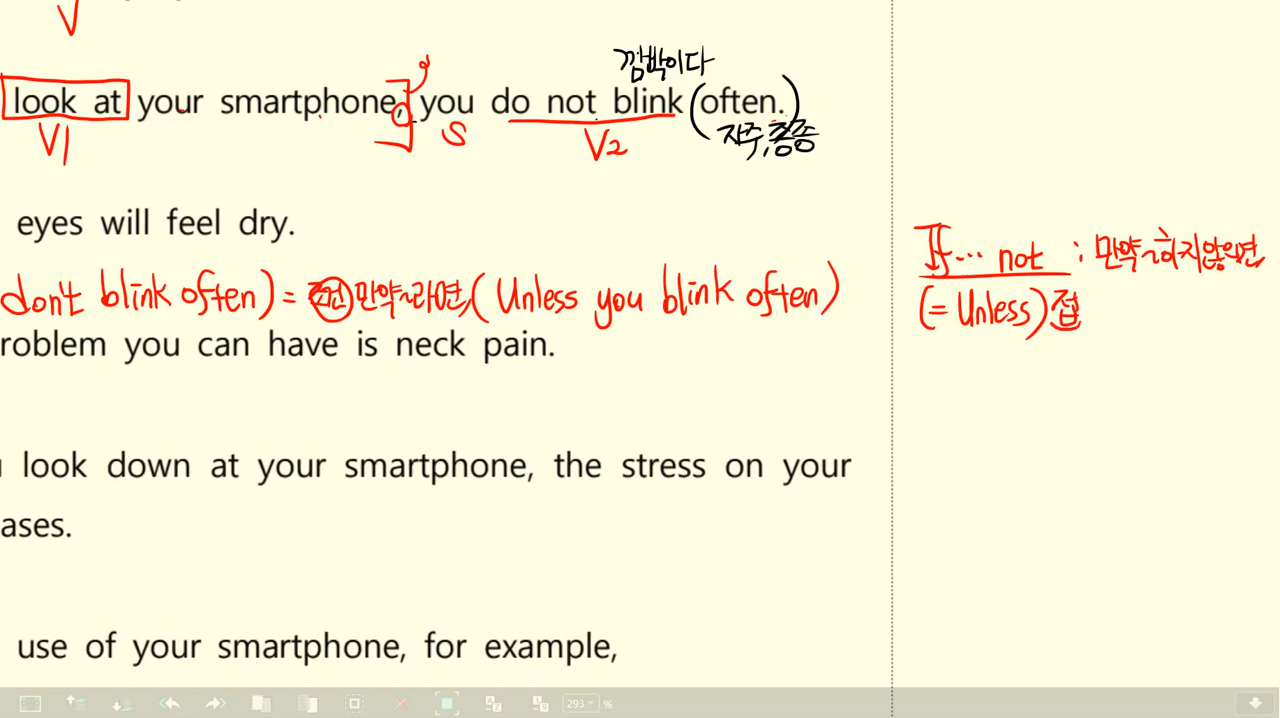 V
깜박이다
look at your smartphone, you do not blink (often.)
V1 S V2 자주, 종종
eyes will feel dry.
If... not : 만약~하지않으면
don't blink often) = 만약~라면, (Unless you blink often)
(= Unless) 접
roblem you can have is neck pain.
look down at your smartphone, the stress on your
ases.
use of your smartphone, for example,
293 %